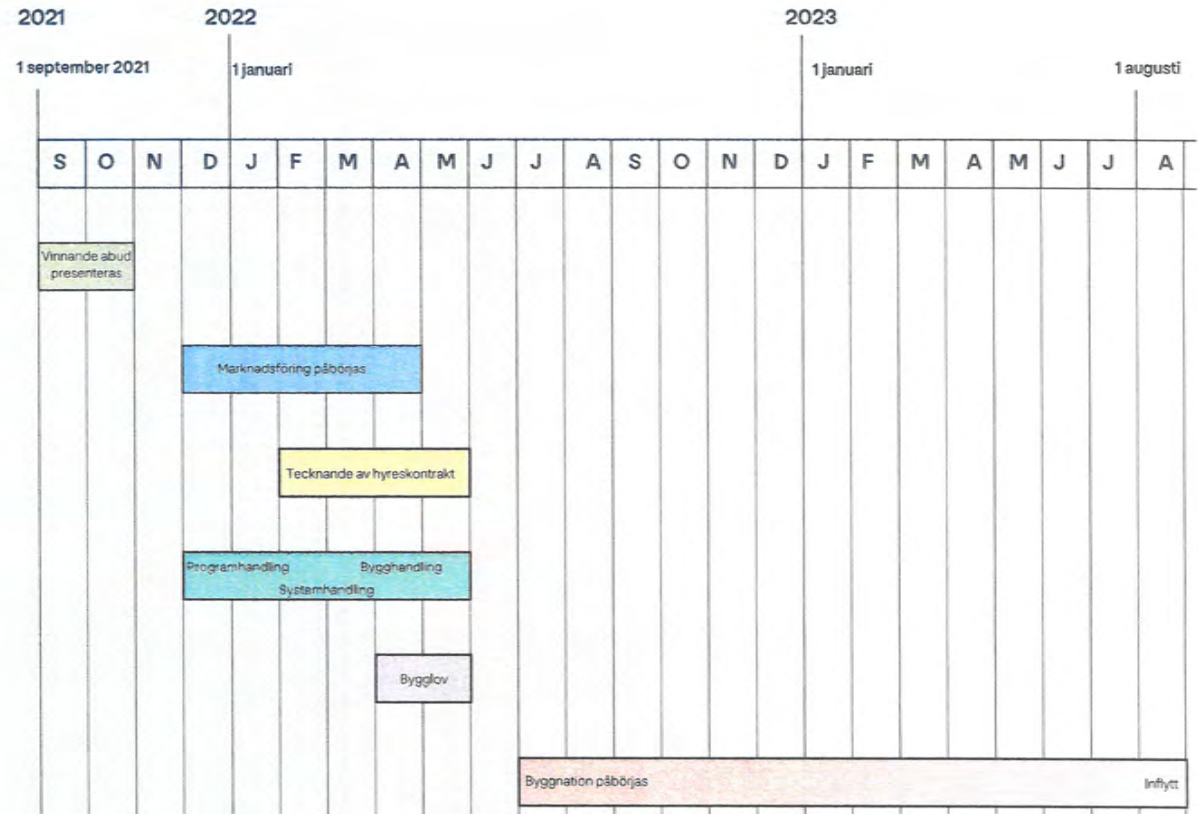 2021 2022 2023
1 september 2021 1 januari 1 januari 1 augusti
S O N D J F M A M J J A S O N D J F M A M J J A
Vinnande abud
presenteras
Marknadsföring påbörjas
Tecknande av hyreskontrakt
Programhandling Bygghandling
Systemhandling
Bygglov
Byggnation påbörjas Inflytt